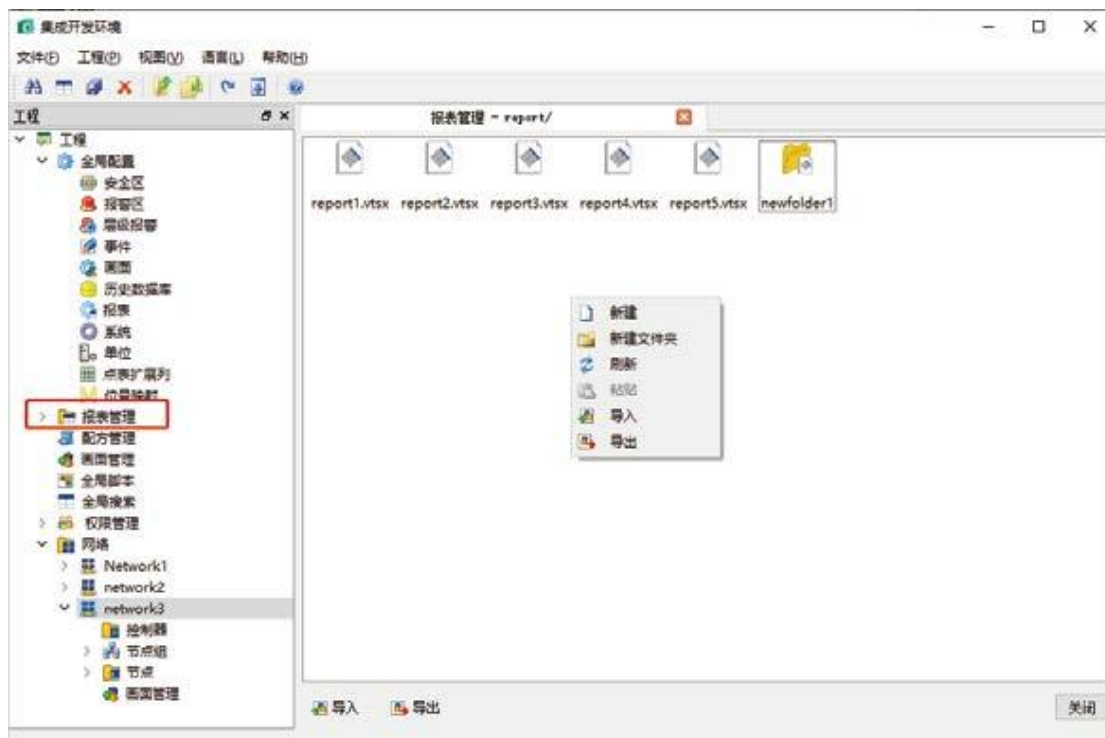 集成开发环境
文件(F) 工程(P) 视图(V) 语言(L) 帮助(H)
工程
报表管理 - report/
工程
全局配置
安全区
报警区
层级报警
事件
画面
历史数据库
报表
系统
单位
点表扩展列
位号映射
报表管理
配方管理
画面管理
全局脚本
全局搜索
权限管理
网络
Network1
network2
network3
控制器
节点组
节点
画面管理
report1.vtsx report2.vtsx report3.vtsx report4.vtsx report5.vtsx newfolder1
新建
新建文件夹
刷新
粘贴
导入
导出
导入 导出 关闭